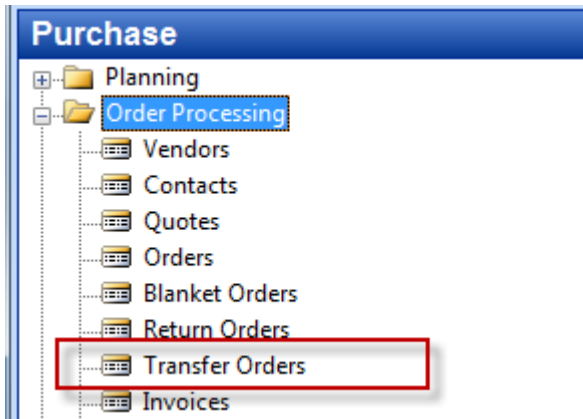 Purchase
Planning
Order Processing
Vendors
Contacts
Quotes
Orders
Blanket Orders
Return Orders
Transfer Orders
Invoices